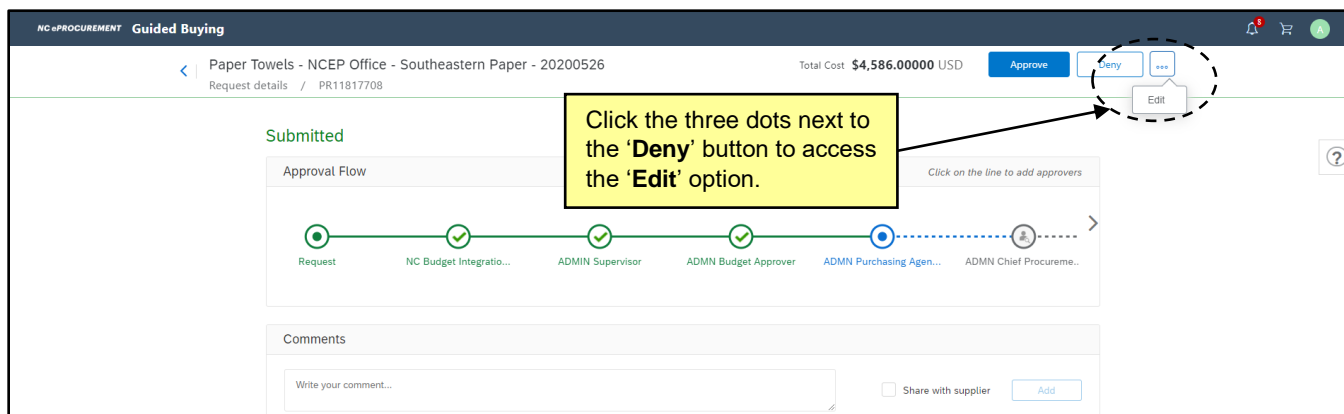 NC ePROCUREMENT Guided Buying
8
A
Paper Towels - NCEP Office - Southeastern Paper - 20200526
Total Cost $4,586.00000 USD
Approve
Deny
Request details / PR11817708
Edit
Click the three dots next to
the ‘Deny’ button to access
the ‘Edit’ option.
Submitted
?
Approval Flow
Click on the line to add approvers
Request
NC Budget Integratio...
ADMIN Supervisor
ADMN Budget Approver
ADMN Purchasing Agen...
ADMN Chief Procureme..
Comments
Write your comment...
Share with supplier
Add